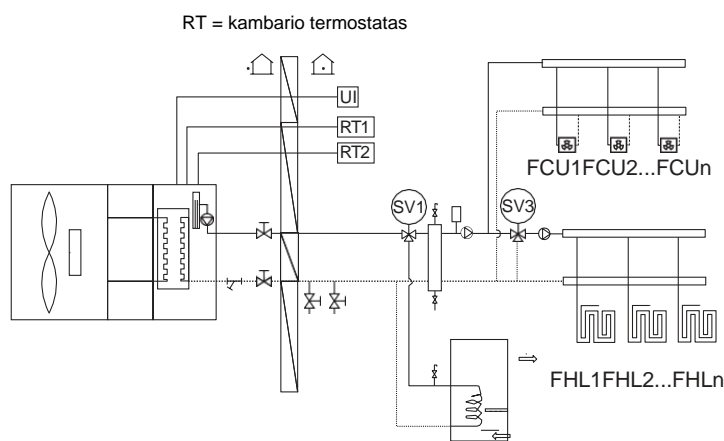 RT = kambario termostatas
UI
RT1
RT2
FCU1FCU2...FCUn
SV1
SV3
FHL1FHL2...FHLn